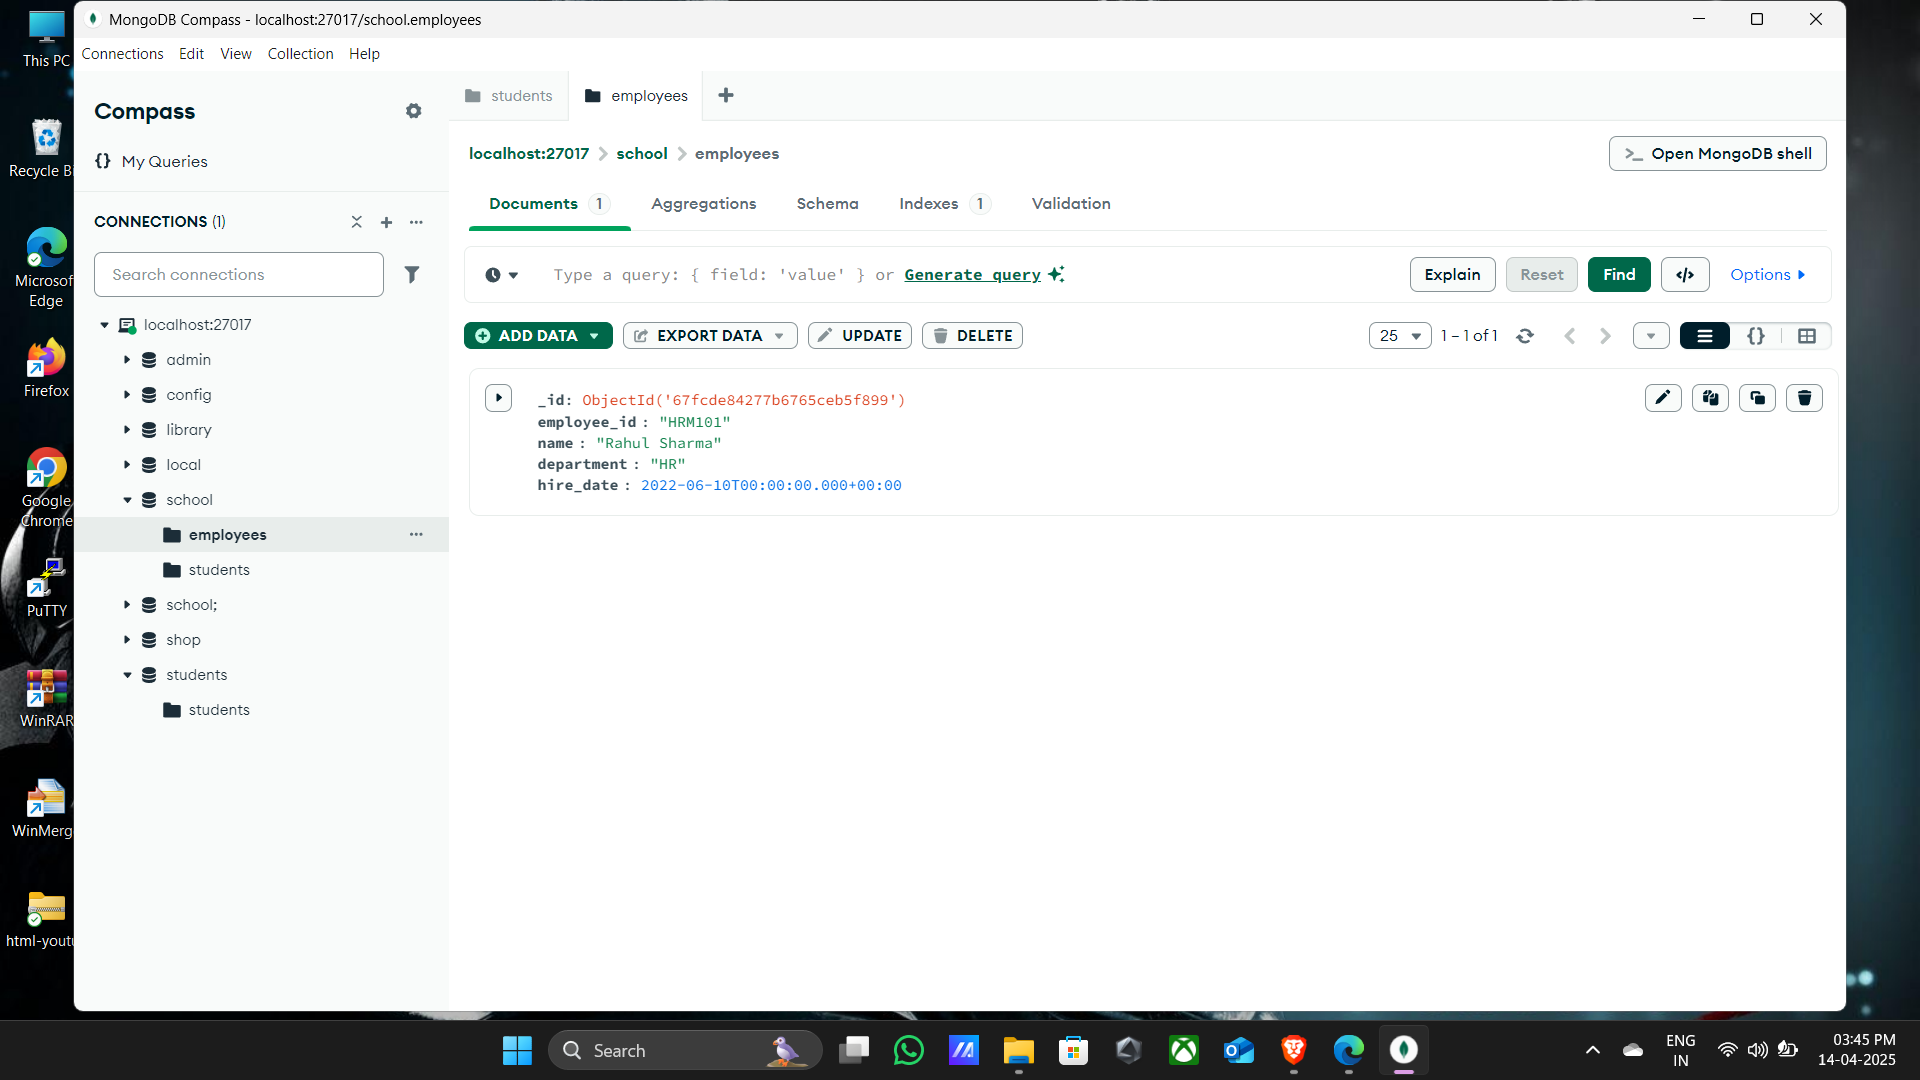 This PC
Recycle B
Microsof
Edge
Firefox
Google
Chrome
PuTTY
WinRAR
WinMerg
html-yout
MongoDB Compass - localhost:27017/school.employees
Connections Edit View Collection Help
Compass
{} My Queries
CONNECTIONS (1)
Search connections
localhost:27017
admin
config
library
local
school
employees
students
school;
shop
students
students
students employees
localhost:27017 school employees
>_ Open MongoDB shell
Documents 1 Aggregations Schema Indexes 1 Validation
Type a query: { field: 'value' } or Generate query
Explain Reset Find </> Options
ADD DATA EXPORT DATA UPDATE DELETE
25 1 – 1 of 1 {}
_id: ObjectId('67fcde84277b6765ceb5f899')
employee_id : "HRM101"
name : "Rahul Sharma"
department : "HR"
hire_date : 2022-06-10T00:00:00.000+00:00
Search
ENG
IN
03:45 PM
14-04-2025